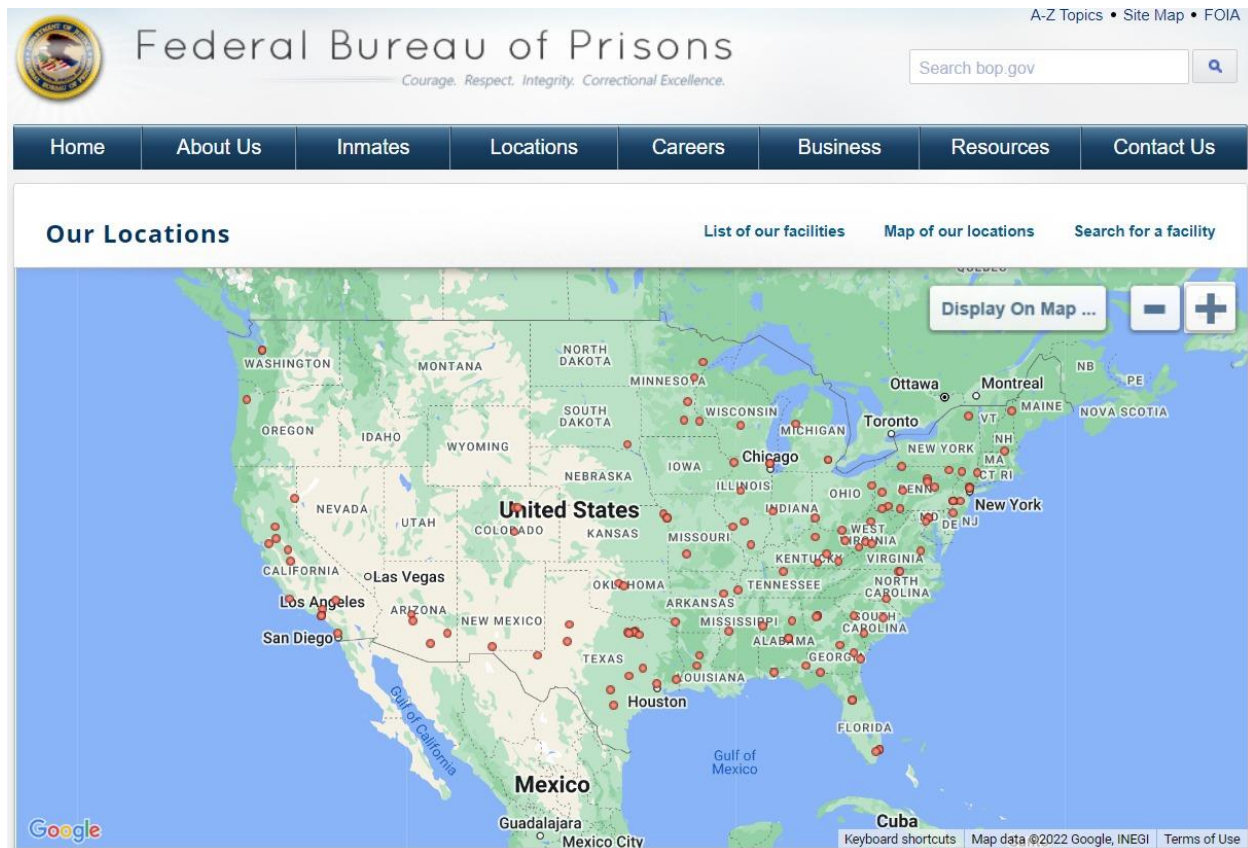 A-Z Topics • Site Map • FOIA
Federal Bureau of Prisons
Courage. Respect. Integrity. Correctional Excellence.
Search bop.gov
Home About Us Inmates Locations Careers Business Resources Contact Us
Our Locations
List of our facilities Map of our locations Search for a facility
Display On Map ...
WASHINGTON
MONTANA
NORTH DAKOTA
MINNESOTA
Ottawa
Montreal
NB
PE
MAINE
NOVA SCOTIA
OREGON
IDAHO
SOUTH DAKOTA
WISCONSIN
MICHIGAN
Toronto
VT
NH
WYOMING
NEW YORK
MA
CT RI
IOWA
Chicago
NEBRASKA
ILLINOIS
OHIO
PENN
NEVADA
UTAH
United States
COLORADO
KANSAS
MISSOURI
INDIANA
WEST VIRGINIA
MD
DE
NJ
New York
KENTUCKY
VIRGINIA
CALIFORNIA
Las Vegas
OKLAHOMA
TENNESSEE
NORTH CAROLINA
Los Angeles
ARIZONA
NEW MEXICO
ARKANSAS
MISSISSIPPI
SOUTH CAROLINA
San Diego
ALABAMA
GEORGIA
TEXAS
LOUISIANA
Houston
Gulf of California
FLORIDA
Gulf of Mexico
Mexico
Guadalajara
Mexico City
Cuba
Google
Keyboard shortcuts Map data ©2022 Google, INEGI Terms of Use